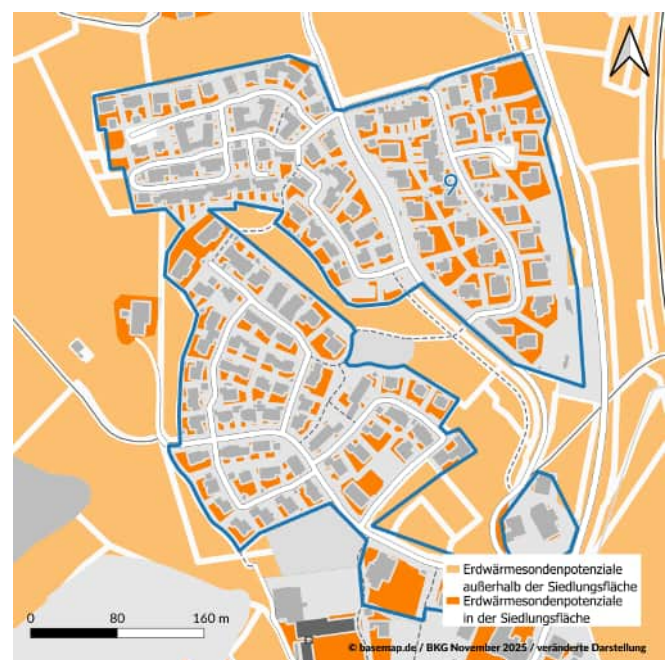 9
Erdwärmesondenpotenziale
außerhalb der Siedlungsfläche
Erdwärmesondenpotenziale
in der Siedlungsfläche
0 80 160 m
© basemap.de / BKG November 2025 / veränderte Darstellung